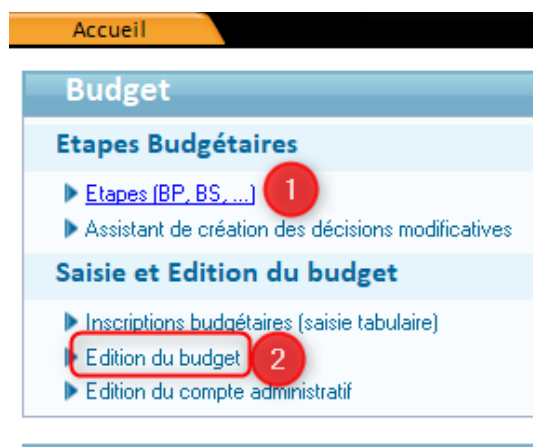 Accueil
Budget
Etapes Budgétaires
Etapes (BP, BS, ...) 1
Assistant de création des décisions modificatives
Saisie et Edition du budget
Inscriptions budgétaires (saisie tabulaire)
Edition du budget 2
Edition du compte administratif